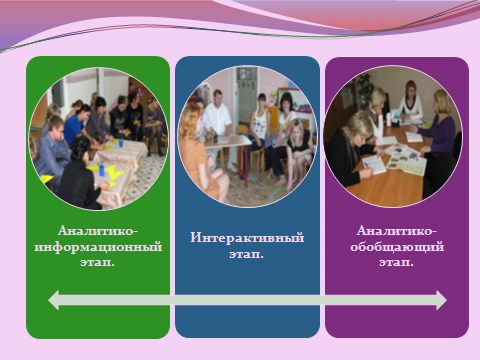 Аналитико-
информационный
этап.
Интерактивный
этап.
Аналитико-
обобщающий
этап.